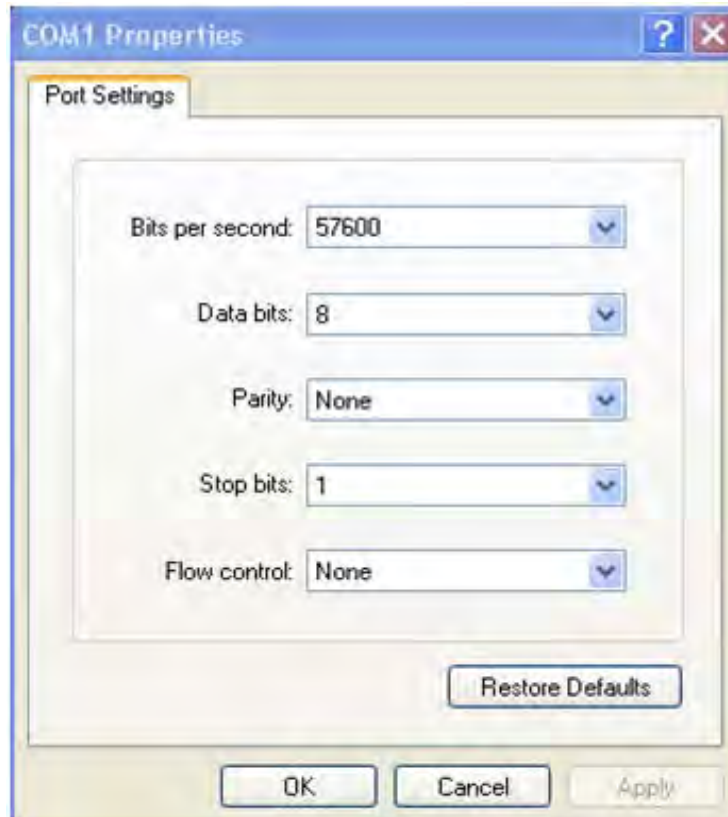 COM1 Properties
Port Settings
Bits per second: 57600
Data bits: 8
Parity: None
Stop bits: 1
Flow control: None
Restore Defaults
OK Cancel Apply